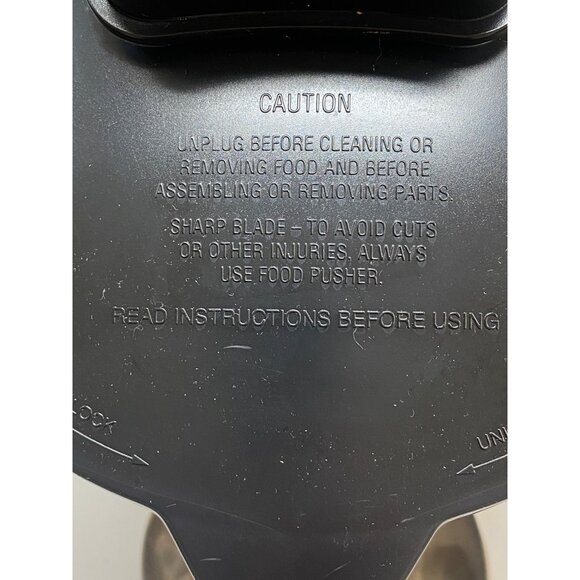 CAUTION
UNPLUG BEFORE CLEANING OR
REMOVING FOOD AND BEFORE
ASSEMBLING OR REMOVING PARTS.
SHARP BLADE – TO AVOID CUTS
OR OTHER INJURIES, ALWAYS
USE FOOD PUSHER.
READ INSTRUCTIONS BEFORE USING
LOCK